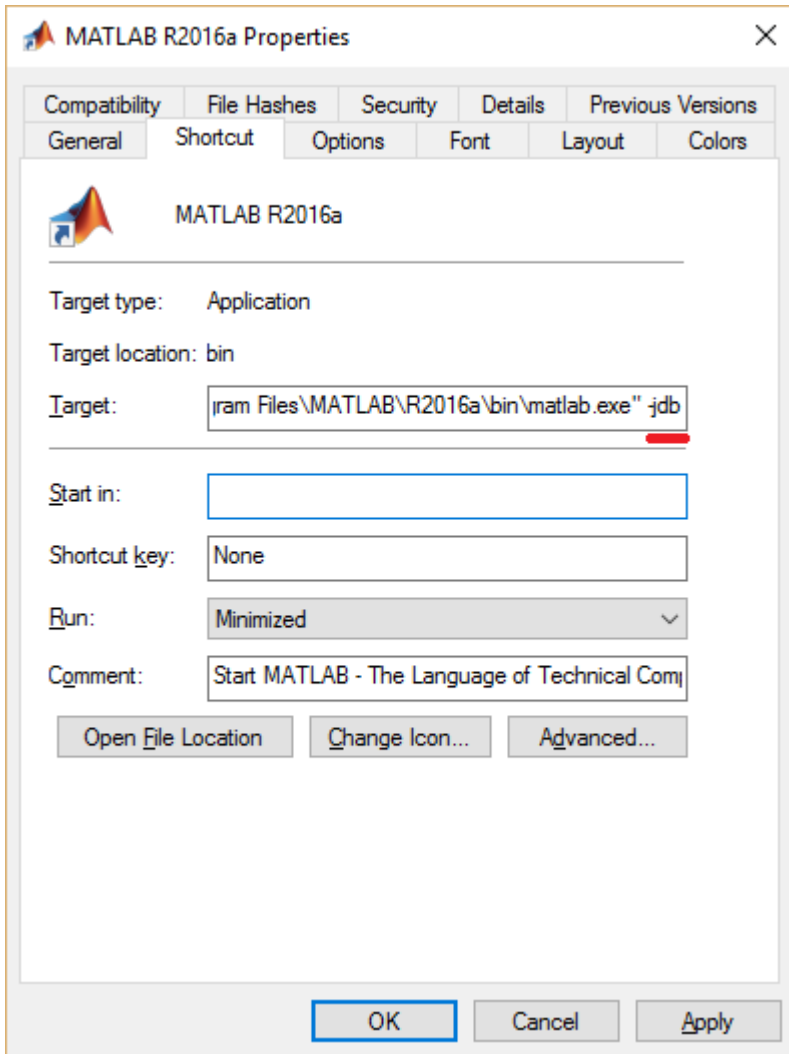 MATLAB R2016a Properties
Compatibility File Hashes Security Details Previous Versions
General Shortcut Options Font Layout Colors
MATLAB R2016a
Target type: Application
Target location: bin
Target: ram Files\MATLAB\R2016a\bin\matlab.exe" -jdb
Start in:
Shortcut key: None
Run: Minimized
Comment: Start MATLAB - The Language of Technical Com
Open File Location Change Icon... Advanced...
OK Cancel Apply